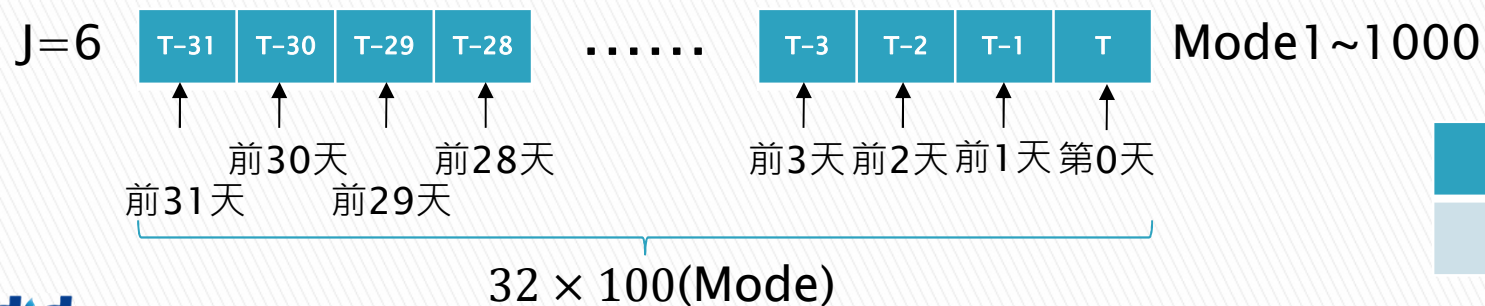 J=6 T-31 T-30 T-29 T-28 ...... T-3 T-2 T-1 T Mode1~1000
前30天 前28天 前3天 前2天 前1天 第0天
前31天 前29天
32 × 100(Mode)